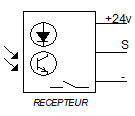 +24v
S
-
RECEPTEUR